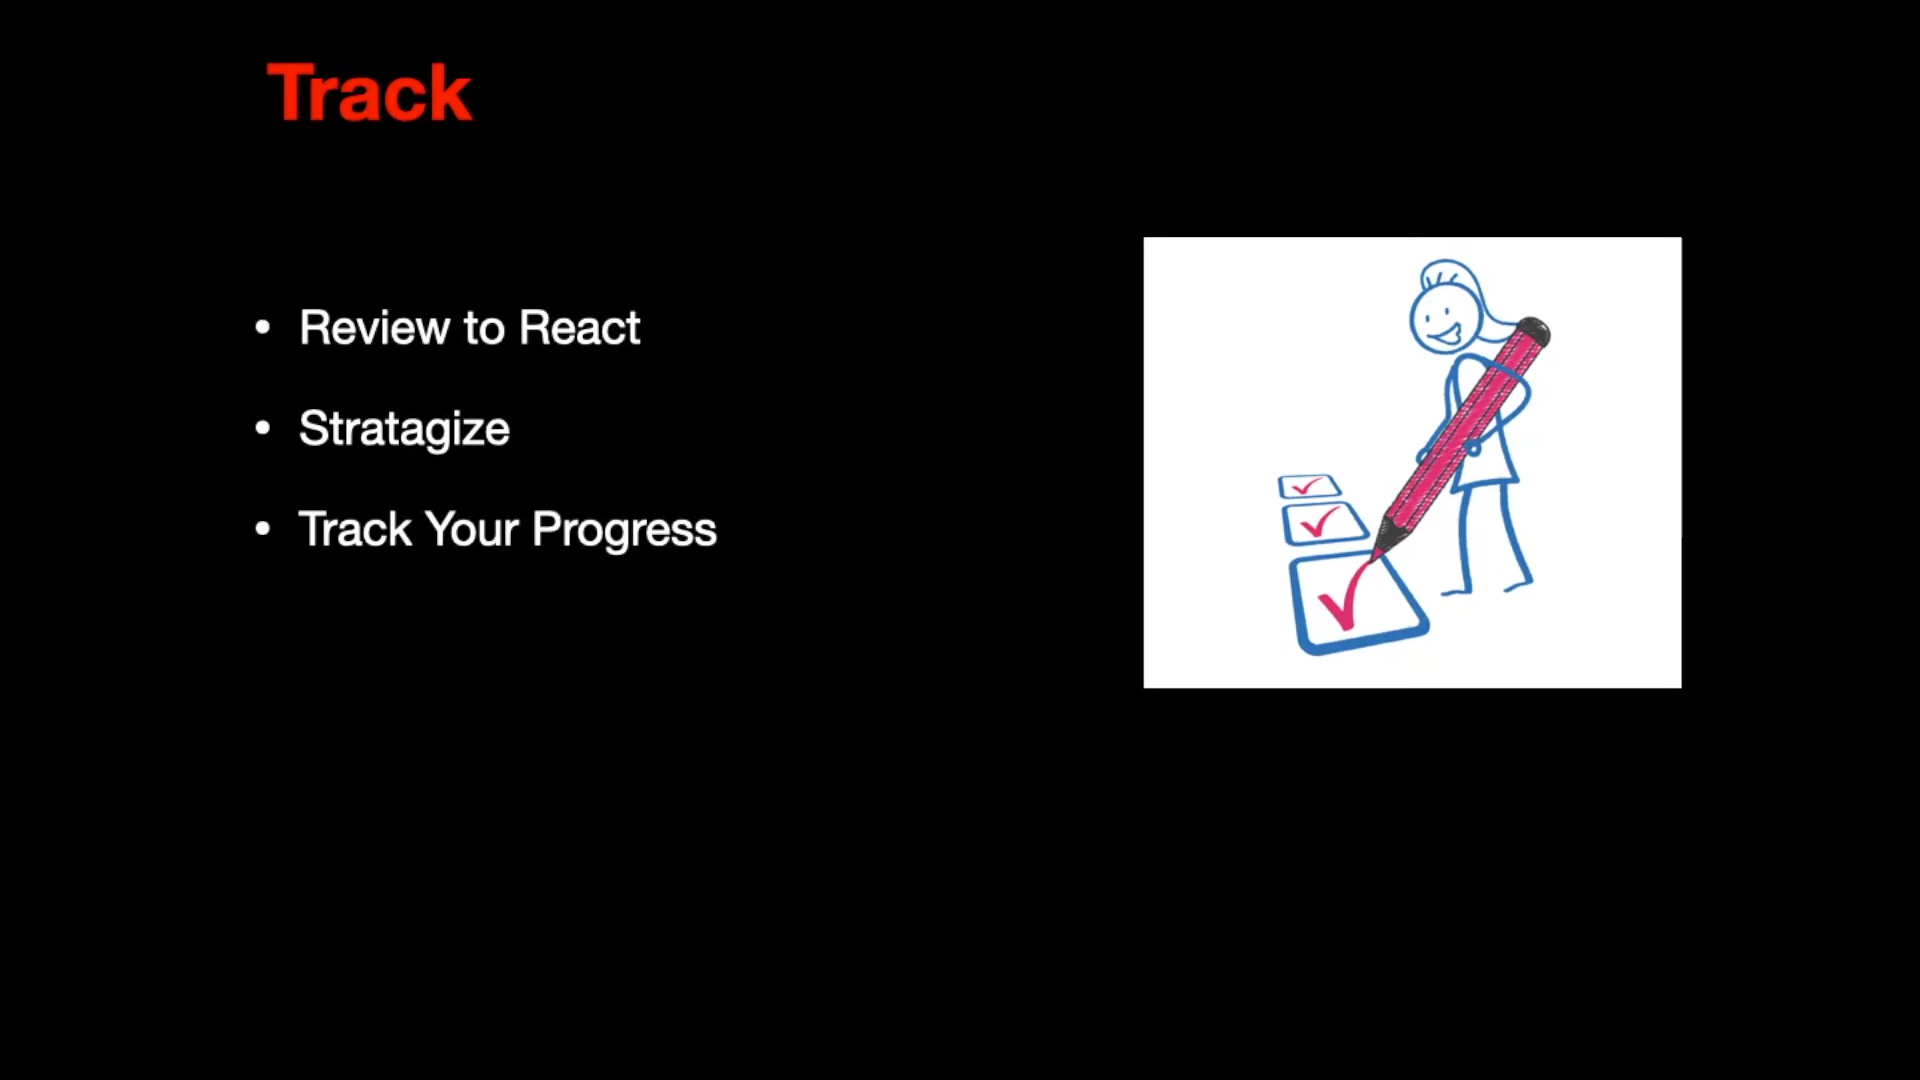 Track
• Review to React
• Stratagize
• Track Your Progress